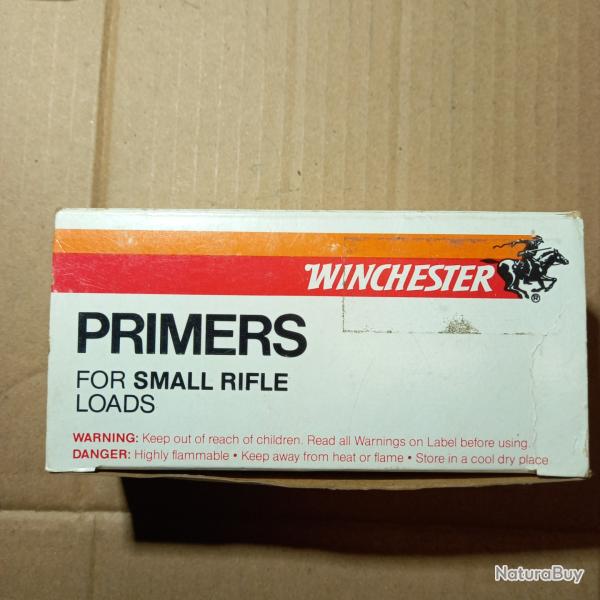 WINCHESTER
®
PRIMERS
FOR SMALL RIFLE
LOADS
WARNING: Keep out of reach of children. Read all Warnings on Label before using.
DANGER: Highly flammable • Keep away from heat or flame • Store in a cool dry place
NaturaBuy